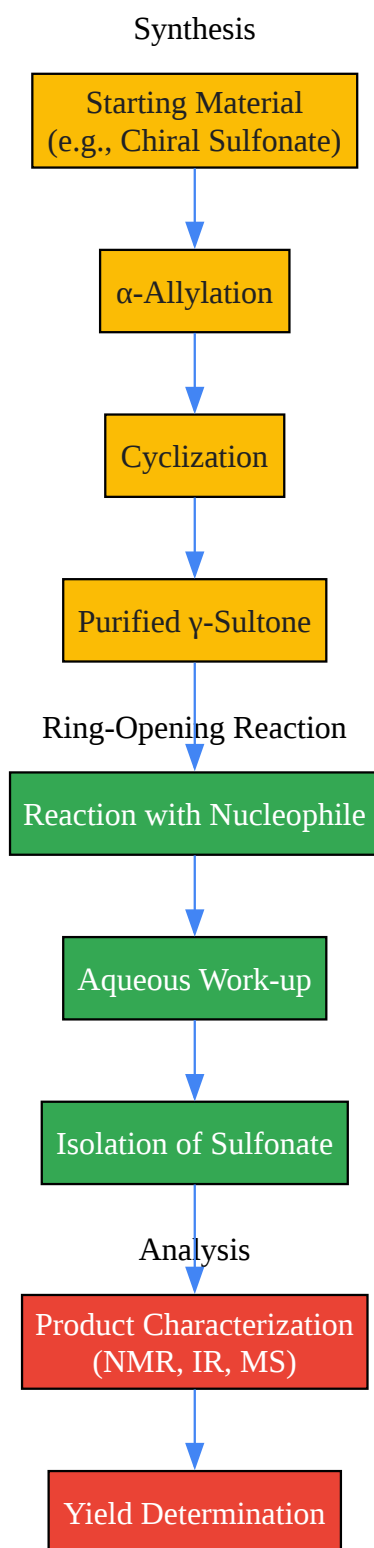 Synthesis
Starting Material
(e.g., Chiral Sulfonate)
α-Allylation
Cyclization
Purified γ-Sultone
Ring-Opening Reaction
Reaction with Nucleophile
Aqueous Work-up
Isolation of Sulfonate
Analysis
Product Characterization
(NMR, IR, MS)
Yield Determination